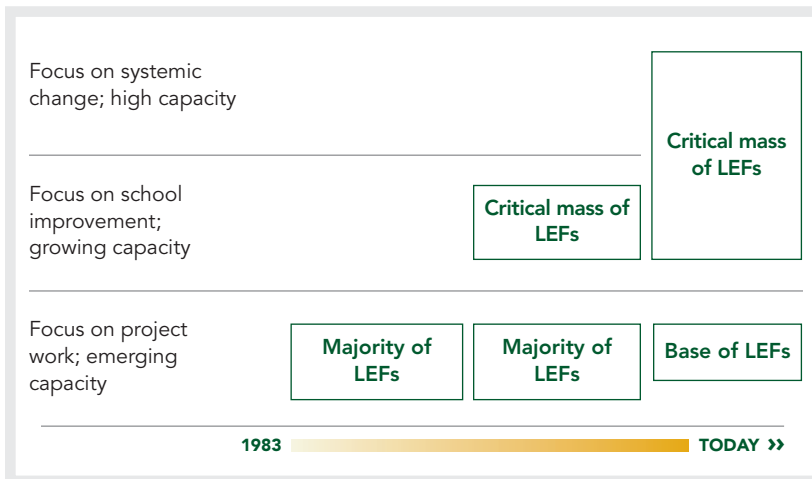 Focus on systemic
change; high capacity
Critical mass
of LEFs
Focus on school
improvement;
growing capacity
Critical mass of
LEFs
Focus on project
work; emerging
capacity
Majority of
LEFs
Majority of
LEFs
Base of LEFs
1983
TODAY »